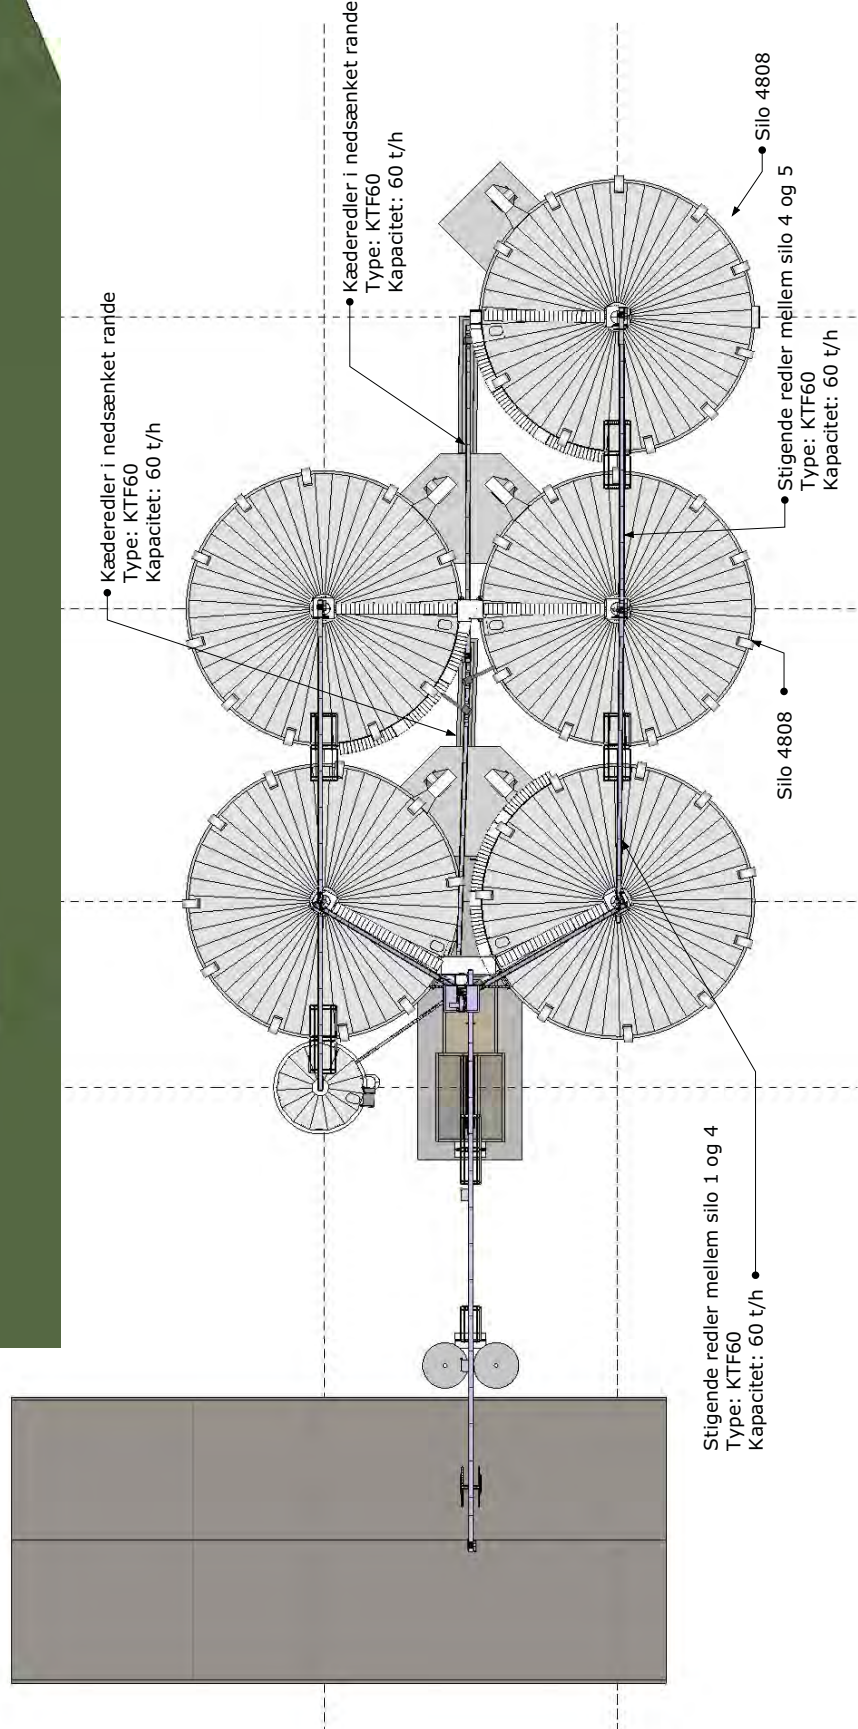 Kæderedler i nedsænket rande
Type: KTF60
Kapacitet: 60 t/h
Kæderedler i nedsænket rande
Type: KTF60
Kapacitet: 60 t/h
Stigende redler mellem silo 1 og 4
Type: KTF60
Kapacitet: 60 t/h
Silo 4808
Stigende redler mellem silo 4 og 5
Type: KTF60
Kapacitet: 60 t/h
Silo 4808